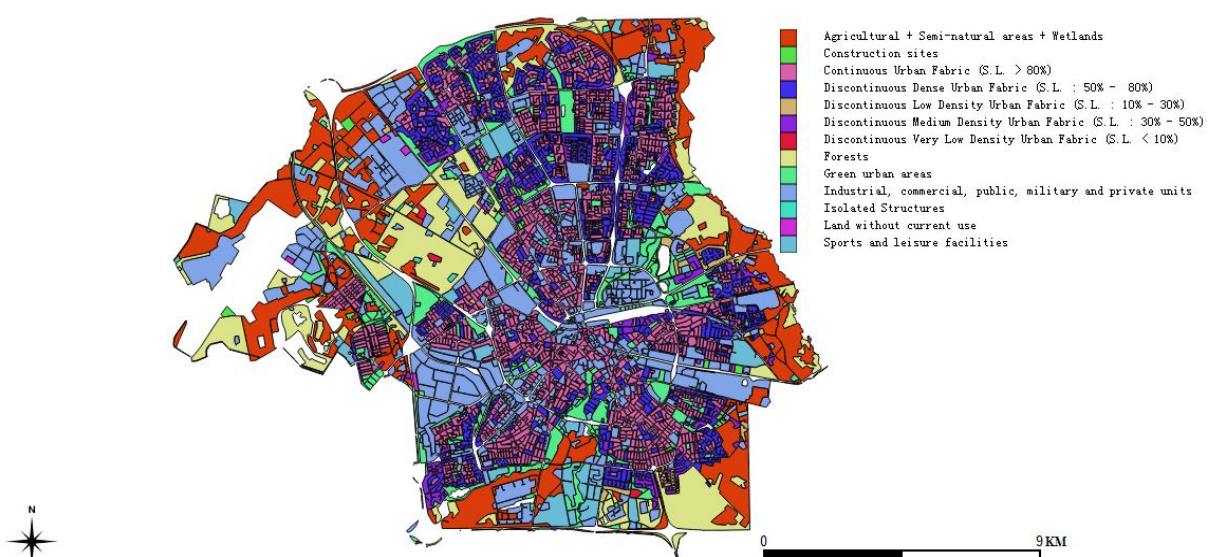 Agricultural + Semi-natural areas + Wetlands
Construction sites
Continuous Urban Fabric (S.L. > 80%)
Discontinuous Dense Urban Fabric (S.L. : 50% - 80%)
Discontinuous Low Density Urban Fabric (S.L. : 10% - 30%)
Discontinuous Medium Density Urban Fabric (S.L. : 30% - 50%)
Discontinuous Very Low Density Urban Fabric (S.L. < 10%)
Forests
Green urban areas
Industrial, commercial, public, military and private units
Isolated Structures
Land without current use
Sports and leisure facilities
N
0 9 KM